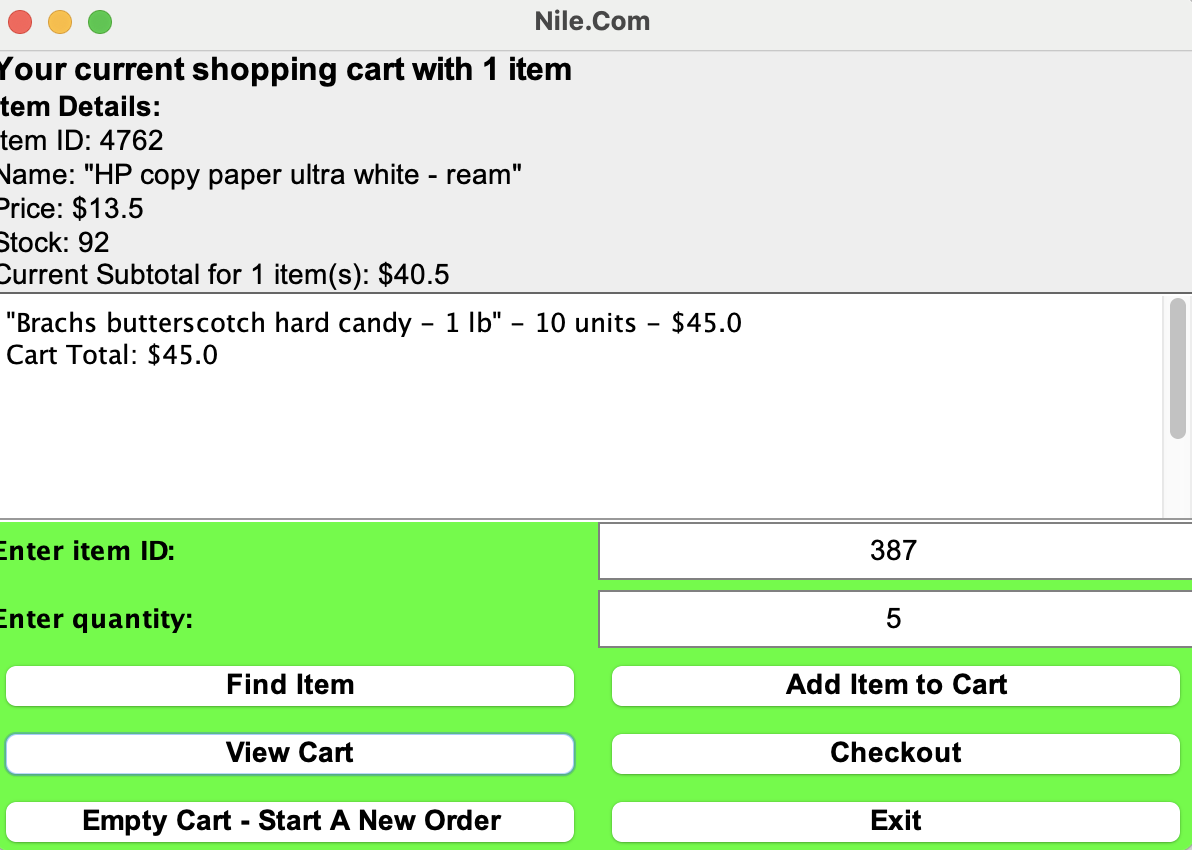 Nile.Com
Your current shopping cart with 1 item
tem Details:
tem ID: 4762
Name: "HP copy paper ultra white - ream"
Price: $13.5
Stock: 92
Current Subtotal for 1 item(s): $40.5
"Brachs butterscotch hard candy – 1 lb" – 10 units – $45.0
Cart Total: $45.0
Enter item ID: 387
Enter quantity: 5
Find Item Add Item to Cart
View Cart Checkout
Empty Cart - Start A New Order Exit